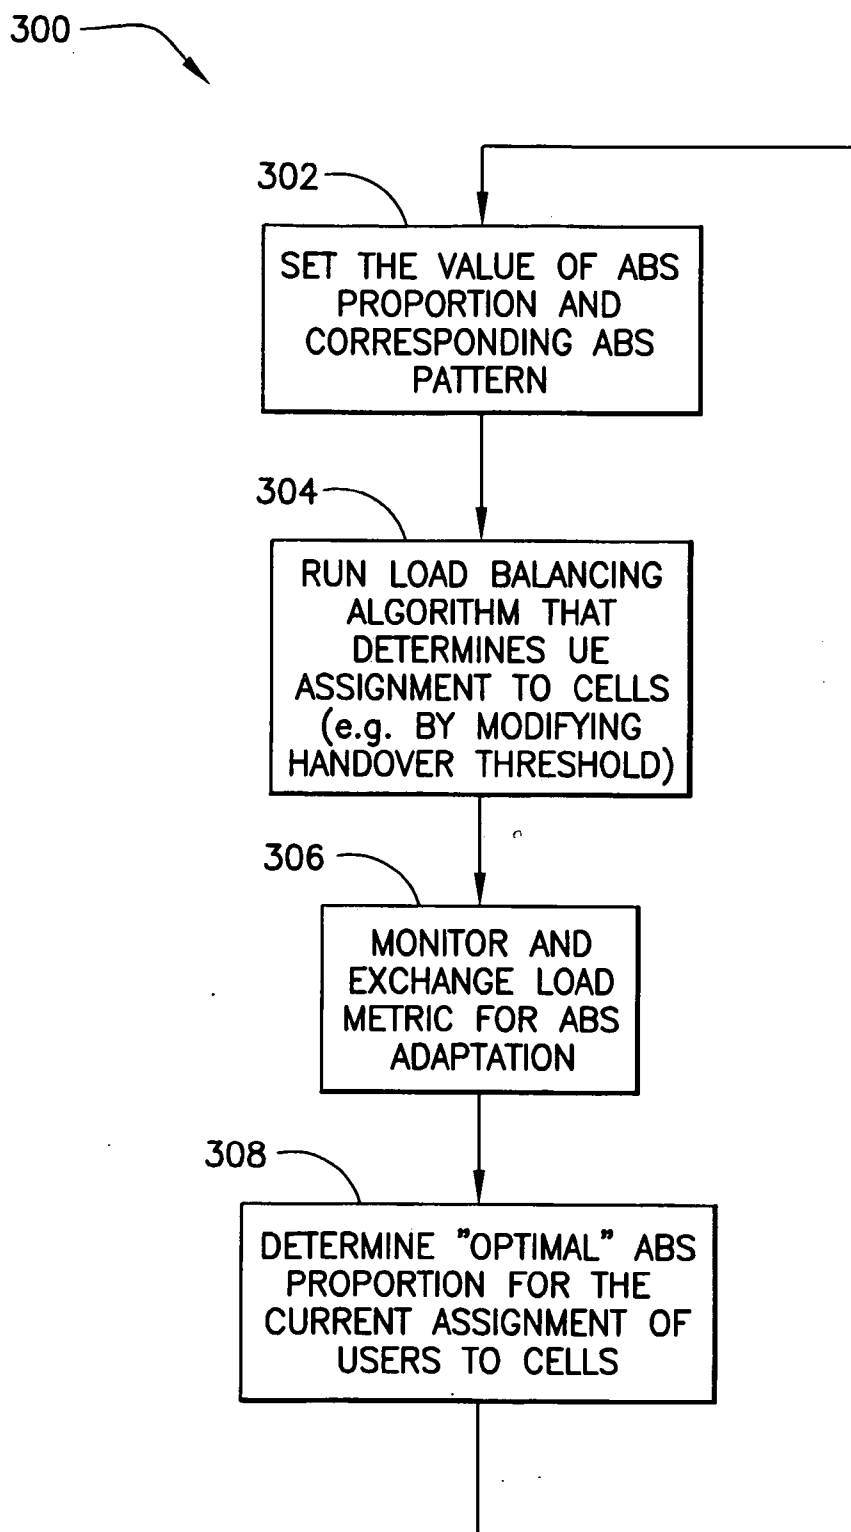 300
302
SET THE VALUE OF ABS
PROPORTION AND
CORRESPONDING ABS
PATTERN
304
RUN LOAD BALANCING
ALGORITHM THAT
DETERMINES UE
ASSIGNMENT TO CELLS
(e.g. BY MODIFYING
HANDOVER THRESHOLD)
306
MONITOR AND
EXCHANGE LOAD
METRIC FOR ABS
ADAPTATION
308
DETERMINE "OPTIMAL" ABS
PROPORTION FOR THE
CURRENT ASSIGNMENT OF
USERS TO CELLS